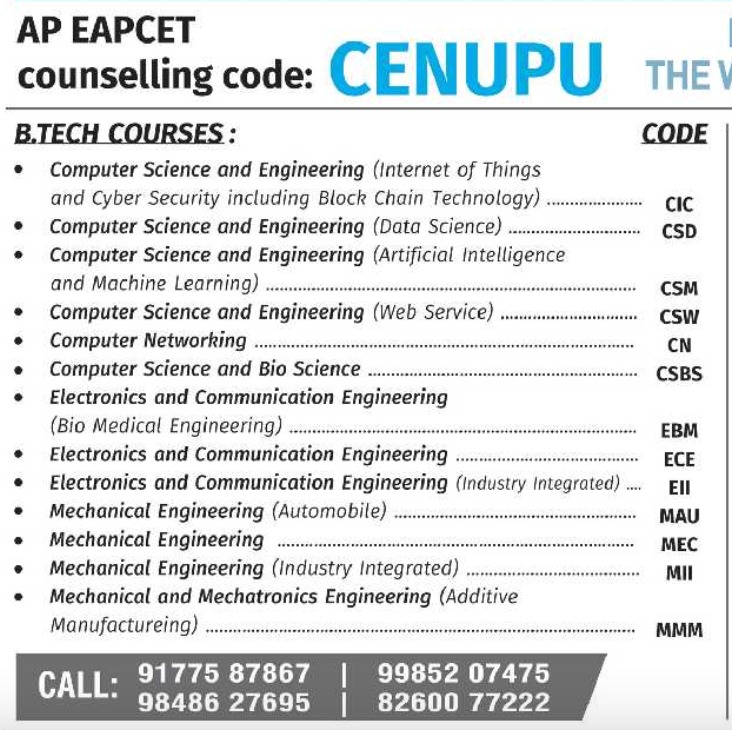 AP EAPCET
counselling code: CENUPU
THE
B.TECH COURSES : CODE
• Computer Science and Engineering (Internet of Things
and Cyber Security including Block Chain Technology) ..................... CIC
• Computer Science and Engineering (Data Science) ............................. CSD
• Computer Science and Engineering (Artificial Intelligence
and Machine Learning) .................................................................................. CSM
• Computer Science and Engineering (Web Service) .............................. CSW
• Computer Networking ..................................................................................... CN
• Computer Science and Bio Science ............................................................ CSBS
• Electronics and Communication Engineering
(Bio Medical Engineering) .............................................................................. EBM
• Electronics and Communication Engineering ........................................ ECE
• Electronics and Communication Engineering (Industry Integrated) .... EII
• Mechanical Engineering (Automobile) ...................................................... MAU
• Mechanical Engineering ................................................................................ MEC
• Mechanical Engineering (Industry Integrated) ...................................... MII
• Mechanical and Mechatronics Engineering (Additive
Manufactureing) ................................................................................................ MMM
CALL: 91775 87867 | 99852 07475
98486 27695 | 82600 77222